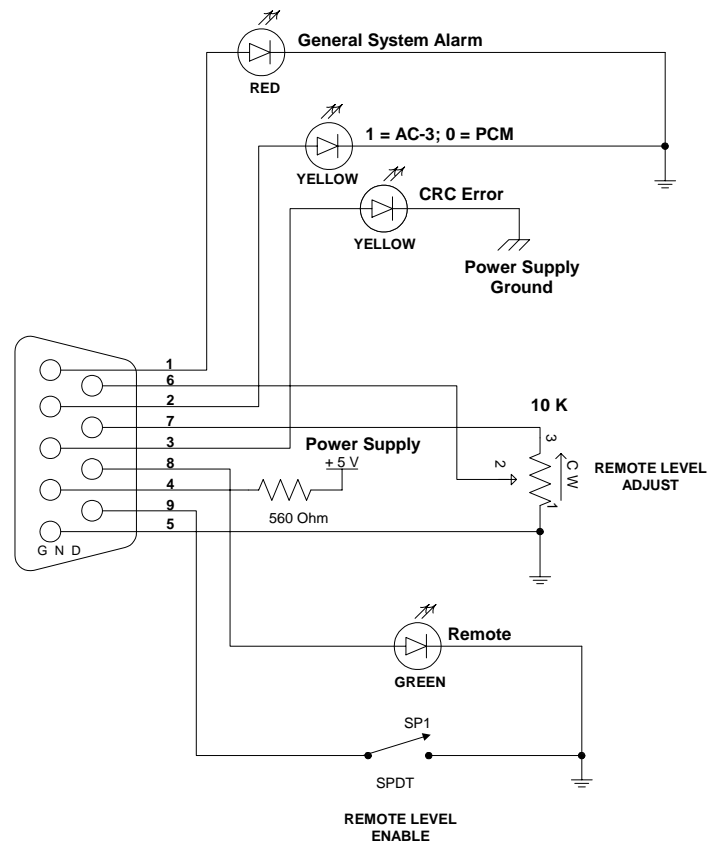 General System Alarm
RED
1 = AC-3; 0 = PCM
YELLOW
CRC Error
YELLOW
Power Supply
Ground
1
6
2
7
3
8
4
9
5
G N D
10 K
3
2
1
C W
REMOTE LEVEL
ADJUST
Power Supply
+ 5 V
560 Ohm
Remote
GREEN
SP1
SPDT
REMOTE LEVEL
ENABLE